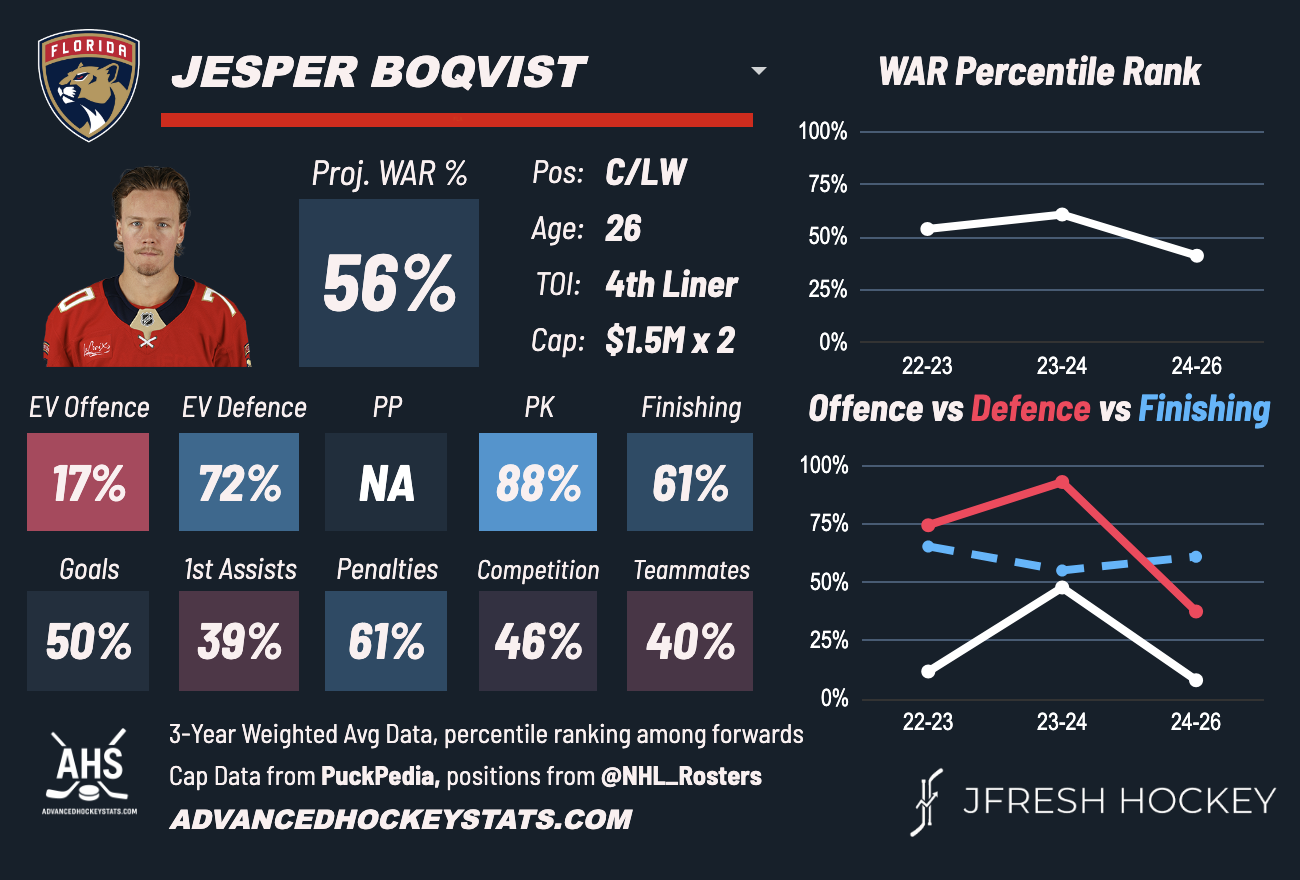 FLORIDA
JESPER BOQVIST
Proj. WAR %
56%
Pos: C/LW
Age: 26
TOI: 4th Liner
Cap: $1.5M x 2
EV Offence EV Defence PP PK Finishing
17% 72% NA 88% 61%
Goals 1st Assists Penalties Competition Teammates
50% 39% 61% 46% 40%
WAR Percentile Rank
100%
75%
50%
25%
0%
22-23 23-24 24-26
Offence vs Defence vs Finishing
100%
75%
50%
25%
0%
22-23 23-24 24-26
AHS
ADVANCEDHOCKEYSTATS.COM
3-Year Weighted Avg Data, percentile ranking among forwards
Cap Data from PuckPedia, positions from @NHL_Rosters
ADVANCEDHOCKEYSTATS.COM
JFRESH HOCKEY